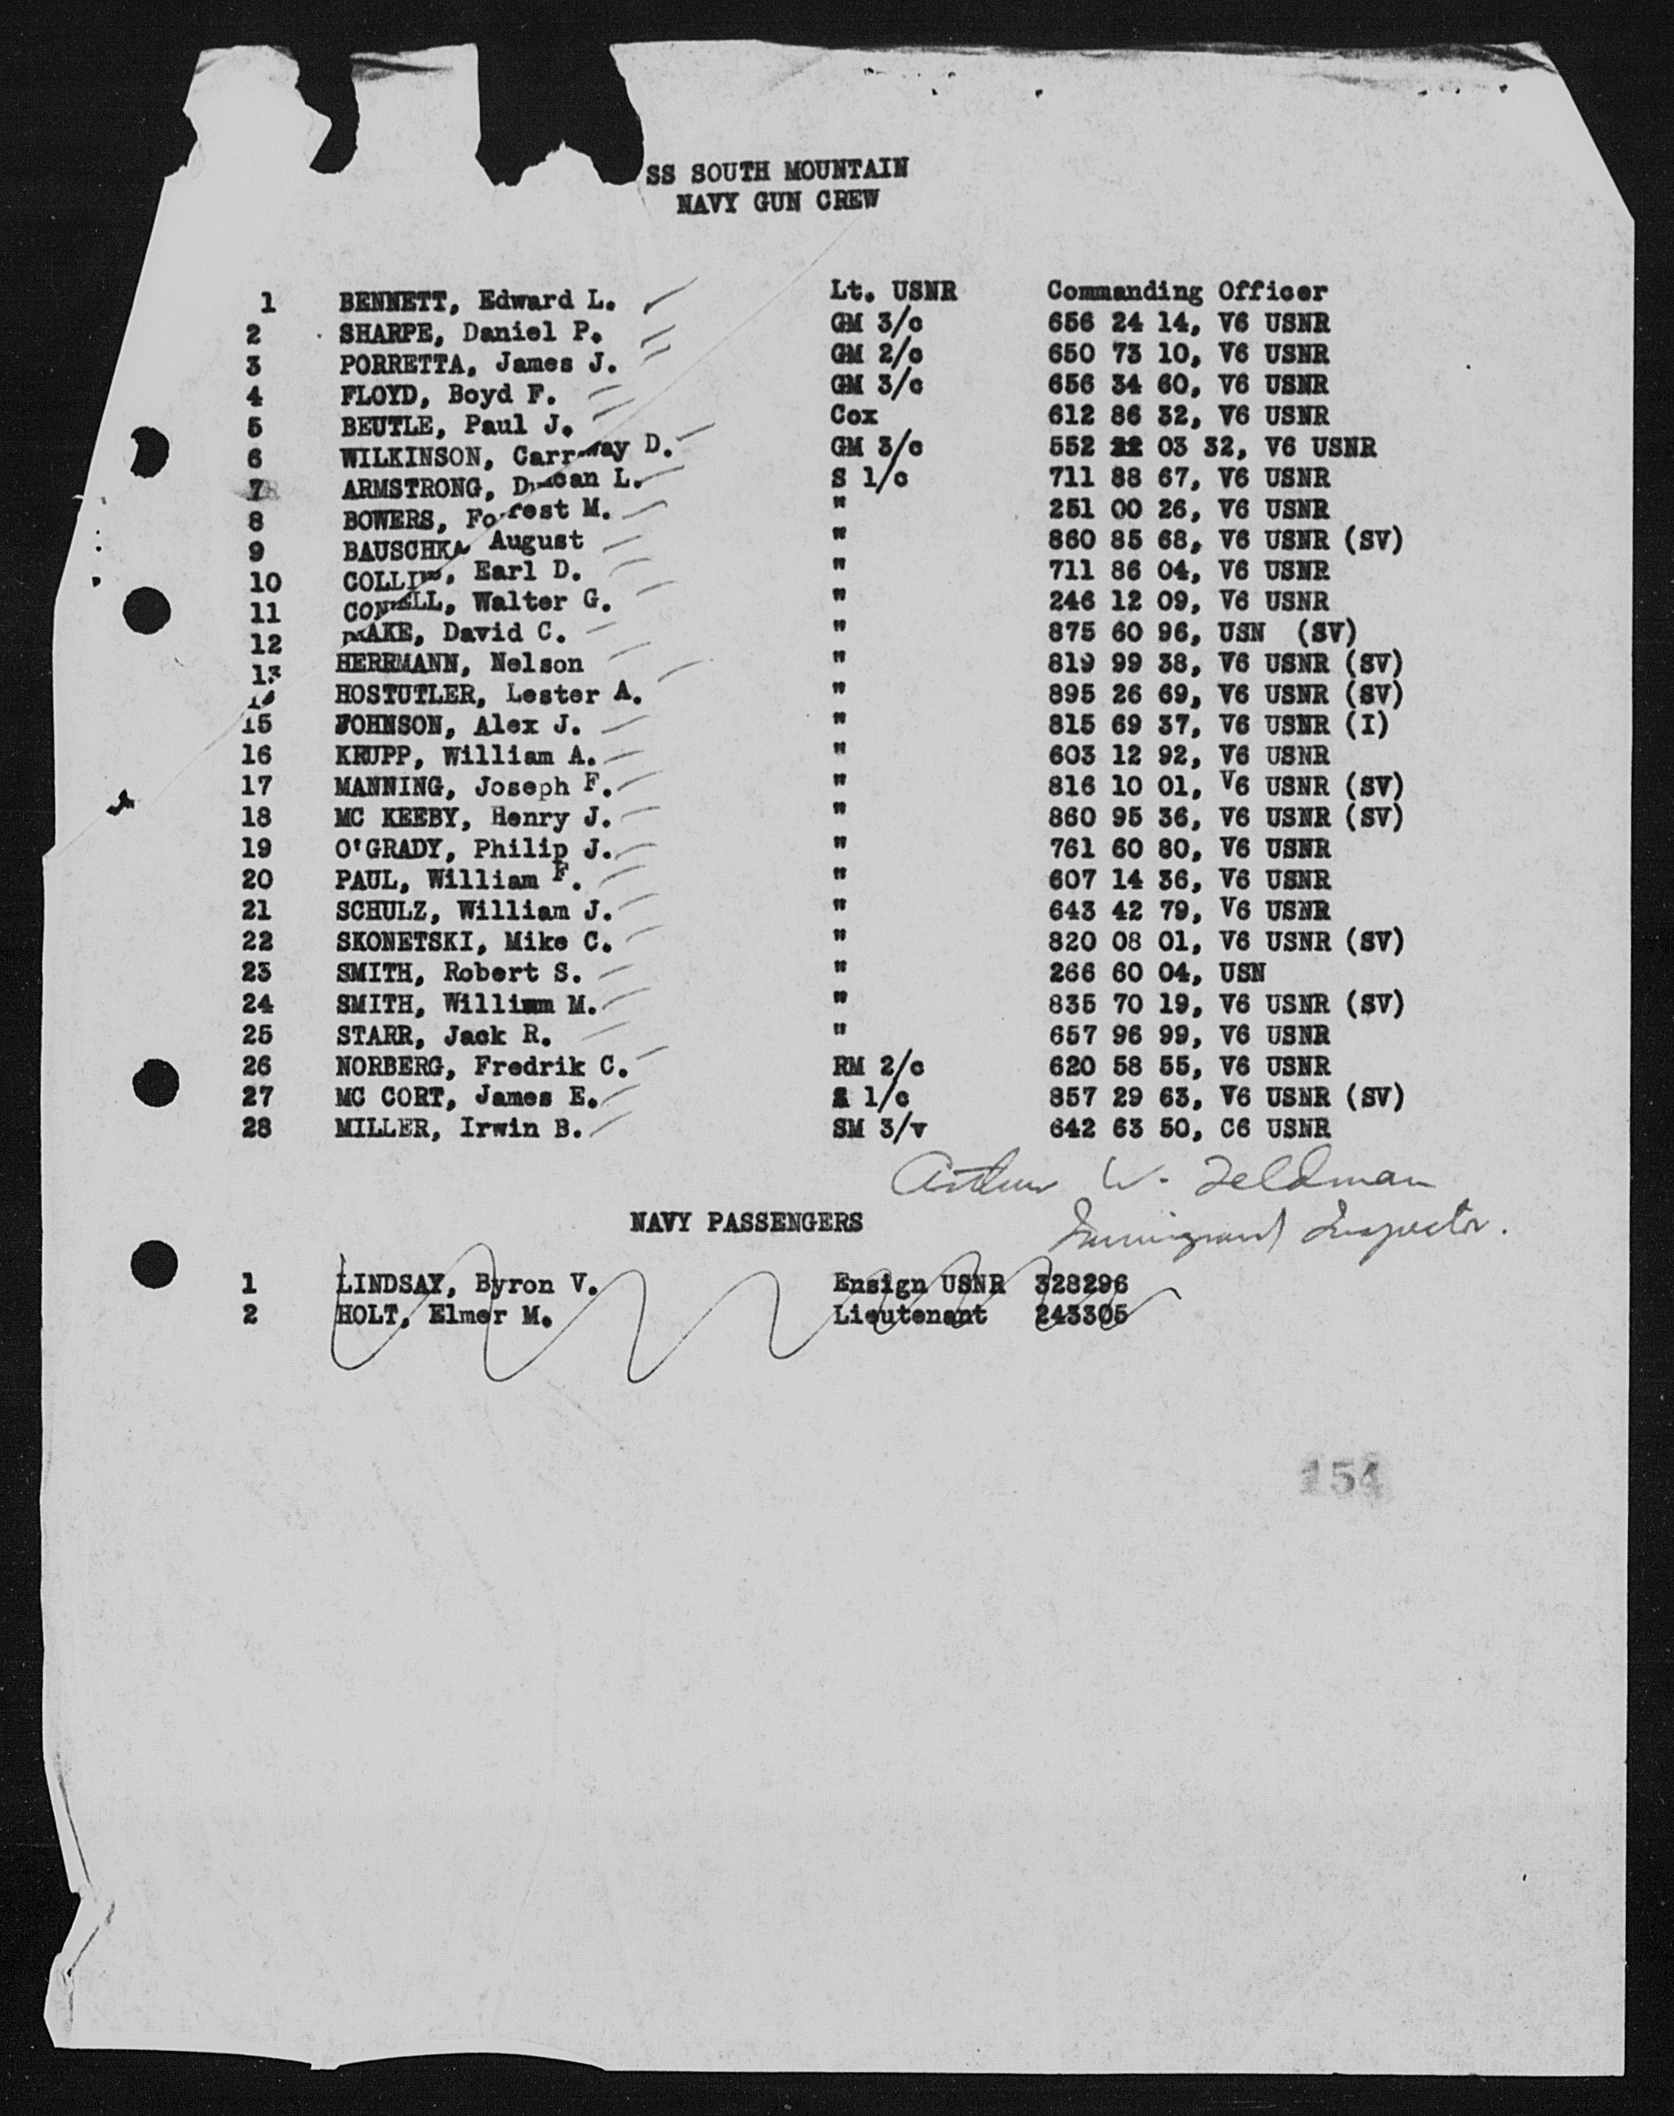 SS SOUTH MOUNTAIN
NAVY GUN CREW
1 BENNETT, Edward L. Lt. USNR Commanding Officer
2 SHARPE, Daniel P. GM 3/c 656 24 14, V6 USNR
3 PORRETTA, James J. GM 2/c 650 73 10, V6 USNR
4 FLOYD, Boyd F. GM 3/c 656 34 60, V6 USNR
5 BEUTLE, Paul J. Cox 612 86 32, V6 USNR
6 WILKINSON, Carraway D. GM 3/c 552 03 32, V6 USNR
7 ARMSTRONG, Duncan L. S 1/c 711 88 67, V6 USNR
8 BOWERS, Forrest M. " 251 00 26, V6 USNR
9 BAUSCHKA August " 860 85 68, V6 USNR (SV)
10 COLLINS, Earl D. " 711 86 04, V6 USNR
11 CONNELL, Walter G. " 246 12 09, V6 USNR
12 DRAKE, David C. " 875 60 96, USN (SV)
13 HERRMANN, Nelson " 819 99 38, V6 USNR (SV)
14 HOSTUTLER, Lester A. " 895 26 69, V6 USNR (SV)
15 JOHNSON, Alex J. " 815 69 37, V6 USNR (I)
16 KRUPP, William A. " 603 12 92, V6 USNR
17 MANNING, Joseph F. " 816 10 01, V6 USNR (SV)
18 MC KEEBY, Henry J. " 860 95 36, V6 USNR (SV)
19 O'GRADY, Philip J. " 761 60 80, V6 USNR
20 PAUL, William F. " 607 14 36, V6 USNR
21 SCHULZ, William J. " 643 42 79, V6 USNR
22 SKONETSKI, Mike C. " 820 08 01, V6 USNR (SV)
23 SMITH, Robert S. " 266 60 04, USN
24 SMITH, William M. " 835 70 19, V6 USNR (SV)
25 STARR, Jack R. " 657 96 99, V6 USNR
26 NORBERG, Fredrik C. RM 2/c 620 58 55, V6 USNR
27 MC CORT, James E. S 1/c 857 29 63, V6 USNR (SV)
28 MILLER, Irwin B. SM 3/v 642 63 50, C6 USNR
Arthur W. Feldman
Immigrant Inspector.
NAVY PASSENGERS
1 LINDSAY, Byron V. Ensign USNR 328296
2 HOLT, Elmer M. Lieutenant 243305
154